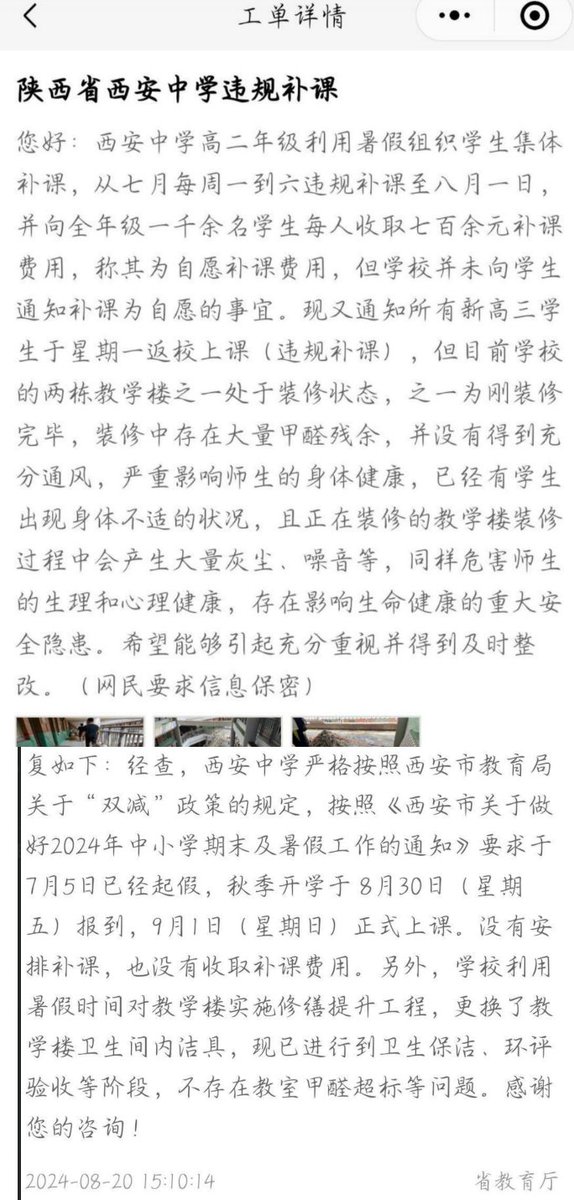 工单详情
陕西省西安中学违规补课
您好：西安中学高二年级利用暑假组织学生集体
补课，从七月每周一到六违规补课至八月一日，
并向全年级一千余名学生每人收取七百余元补课
费用，称其为自愿补课费用，但学校并未向学生
通知补课为自愿的事宜。现又通知所有新高三学
生于星期一返校上课（违规补课），但目前学校
的两栋教学楼之一处于装修状态，之一为刚装修
完毕，装修中存在大量甲醛残余，并没有得到充
分通风，严重影响师生的身体健康，已经有学生
出现身体不适的状况，且正在装修的教学楼装修
过程中会产生大量灰尘、噪音等，同样危害师生
的生理和心理健康，存在影响生命健康的重大安
全隐患。希望能够引起充分重视并得到及时整
改。（网民要求信息保密）
复如下：经查，西安中学严格按照西安市教育局
关于“双减”政策的规定，按照《西安市关于做
好2024年中小学期末及暑假工作的通知》要求于
7月5日已经起假，秋季开学于8月30日（星期
五）报到，9月1日（星期日）正式上课。没有安
排补课，也没有收取补课费用。另外，学校利用
暑假时间对教学楼实施修缮提升工程，更换了教
学楼卫生间内洁具，现已进行到卫生保洁、环评
验收等阶段，不存在教室甲醛超标等问题。感谢
您的咨询！
2024-08-20 15:10:14
省教育厅